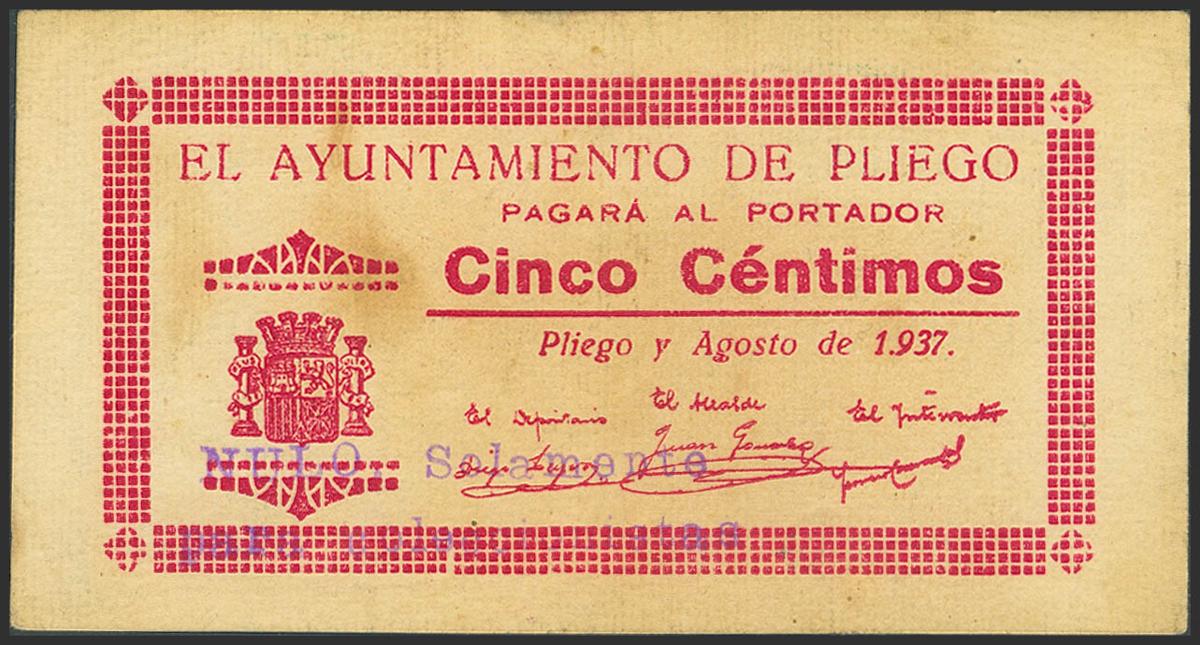 EL AYUNTAMIENTO DE PLIEGO
PAGARÁ AL PORTADOR
Cinco Céntimos
Pliego y Agosto de 1.937.
El Depositario
El Alcalde
El Interventor
Juan
NULO. Solamente
para coleccionistas